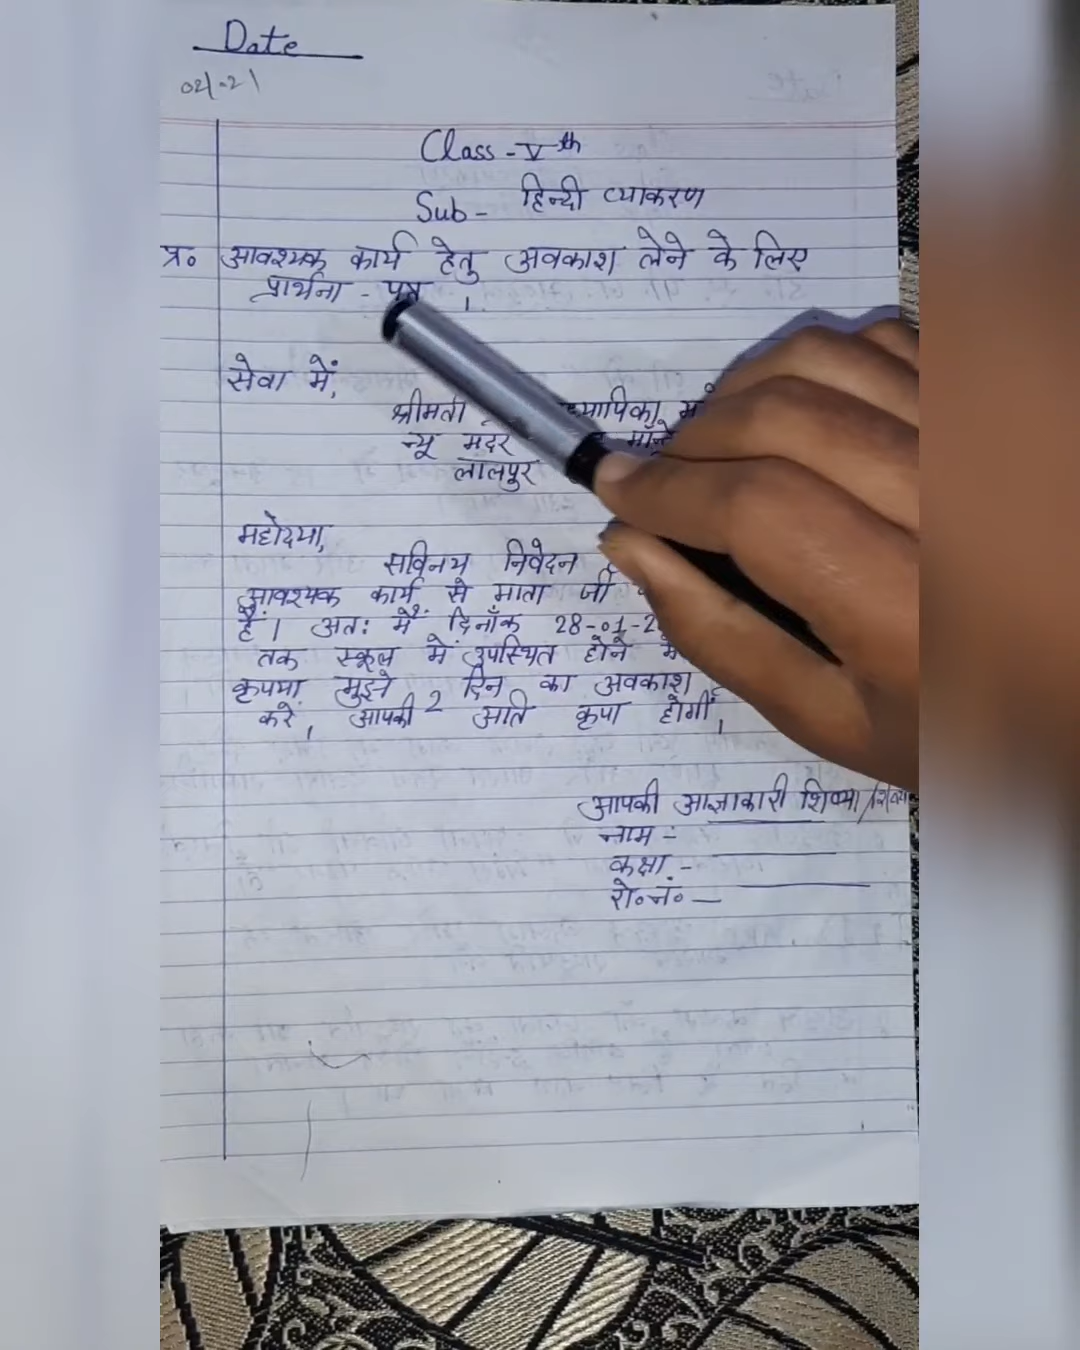 Date
02/-21
Class - Vth
Sub- हिन्दी व्याकरण
प्र० आवश्यक कार्य हेतु अवकाश लेने के लिए
प्रार्थना - पत्र ।
सेवा में,
श्रीमती
न्यू मदर
लालपुर
महोदया,
सविनय निवेदन
आवश्यक कार्य से माता जी
है। अतः मैं दिनाँक 28-01-2
तक स्कूल में उपस्थित होने
कृपया मुझे 2 दिन का अवकाश
करें, आपकी अति कृपा होगी,
आपकी आज्ञाकारी शिष्या/
नाम :-
कक्षा -
रो०नं० —